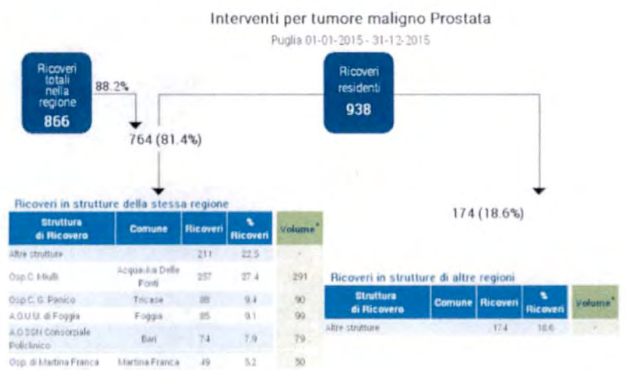 Interventi per tumore maligno Prostata
Puglia 01-01-2015 - 31-12-2015
Ricoveri
totali
nella
regione
866
88.2%
Ricoveri
residenti
938
764 (81.4%)
174 (18.6%)
Ricoveri in strutture della stessa regione
Struttura di Ricovero Comune Ricoveri % Ricoveri Volume*
Altre strutture 211 22.5 -
Osp.C. Miulli Acquaviva Delle Fonti 257 27.4 291
Osp.C. G. Panico Tricase 88 9.4 90
A.O.U.U. di Foggia Foggia 85 9.1 99
A.O.SSN Consorziale Policlinico Bari 74 7.9 79
Osp. di Martina Franca Martina Franca 49 5.2 50
Ricoveri in strutture di altre regioni
Struttura di Ricovero Comune Ricoveri % Ricoveri Volume*
Altre strutture 174 18.6 -